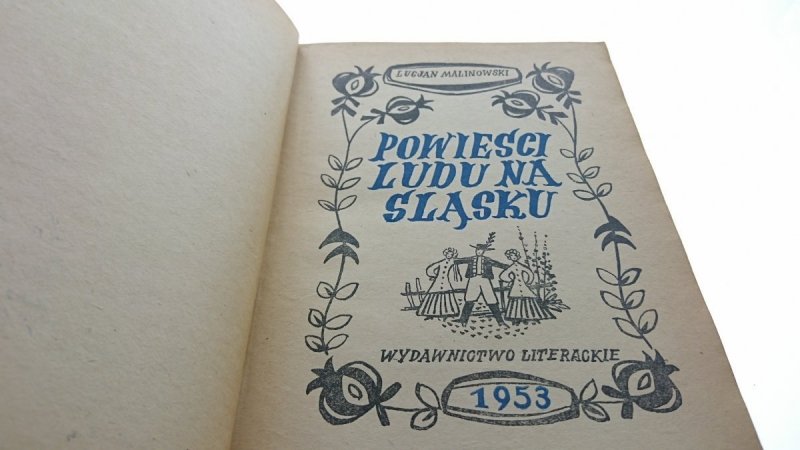 LUCJAN MALINOWSKI
POWIEŚCI
LUDU NA
ŚLĄSKU
WYDAWNICTWO LITERACKIE
1953